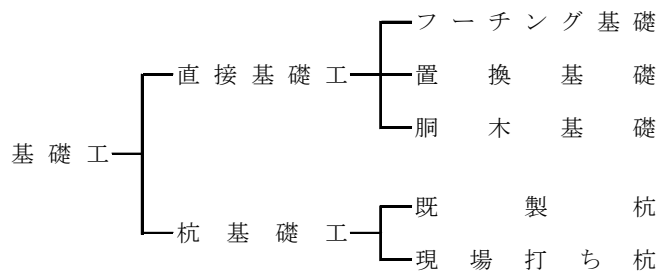 フーチング基礎
直接基礎工
置換基礎
胴木基礎
基礎工
既製杭
杭基礎工
現場打ち杭